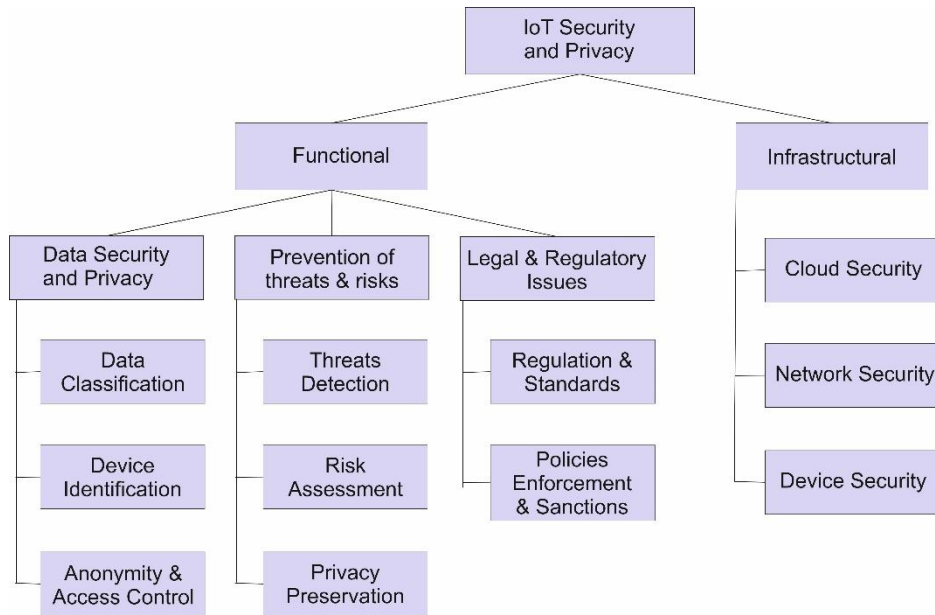 IoT Security
and Privacy
Functional
Infrastructural
Data Security
and Privacy
Prevention of
threats & risks
Legal & Regulatory
Issues
Cloud Security
Data
Classification
Threats
Detection
Regulation &
Standards
Network Security
Device
Identification
Risk
Assessment
Policies
Enforcement
& Sanctions
Device Security
Anonymity &
Access Control
Privacy
Preservation